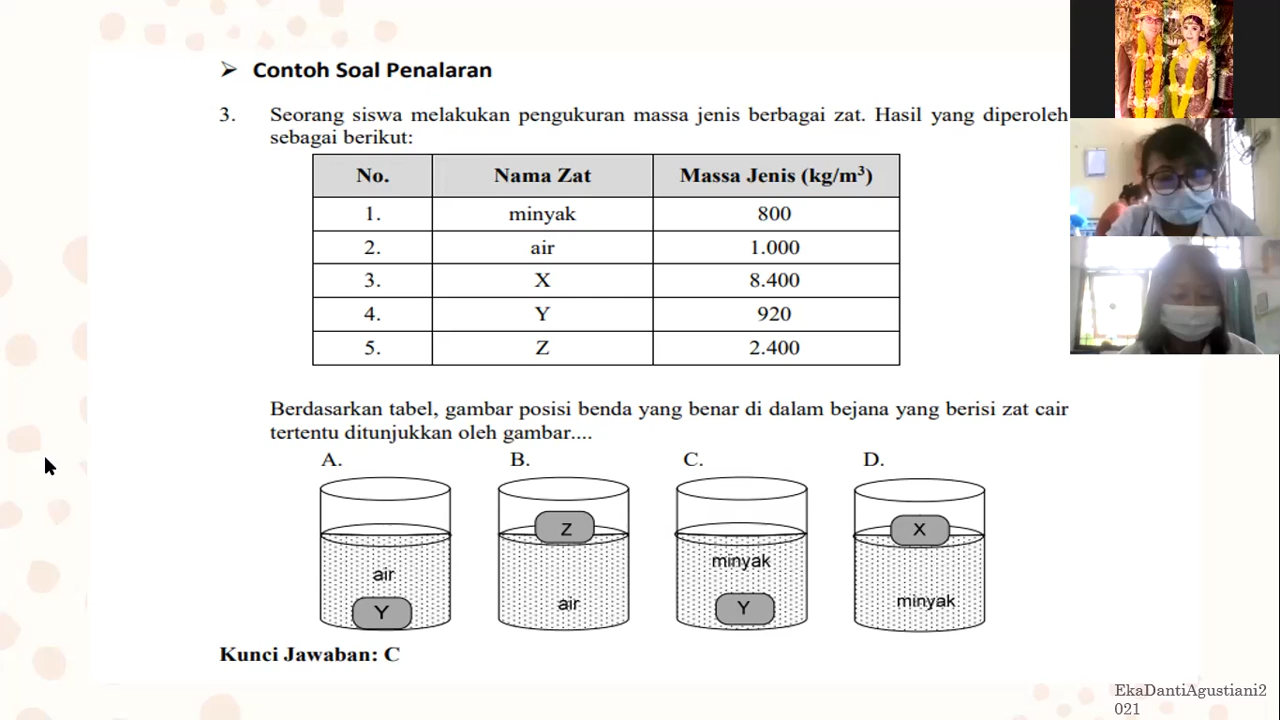 ➢ Contoh Soal Penalaran
3. Seorang siswa melakukan pengukuran massa jenis berbagai zat. Hasil yang diperoleh
sebagai berikut:
No. Nama Zat Massa Jenis (kg/m³)
1. minyak 800
2. air 1.000
3. X 8.400
4. Y 920
5. Z 2.400
Berdasarkan tabel, gambar posisi benda yang benar di dalam bejana yang berisi zat cair
tertentu ditunjukkan oleh gambar....
A. B. C. D.
air
Y
Z
air
minyak
Y
X
minyak
Kunci Jawaban: C
EkaDantiAgustiani2
021